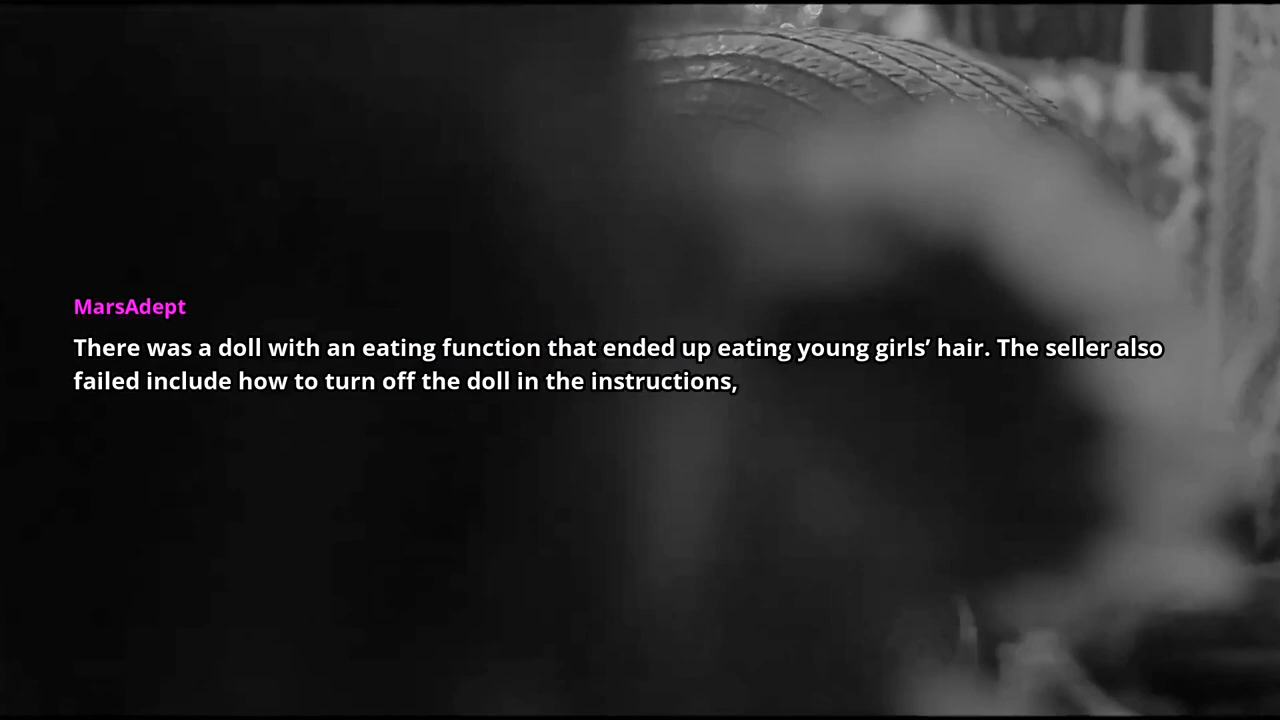 MarsAdept
There was a doll with an eating function that ended up eating young girls’ hair. The seller also
failed include how to turn off the doll in the instructions,